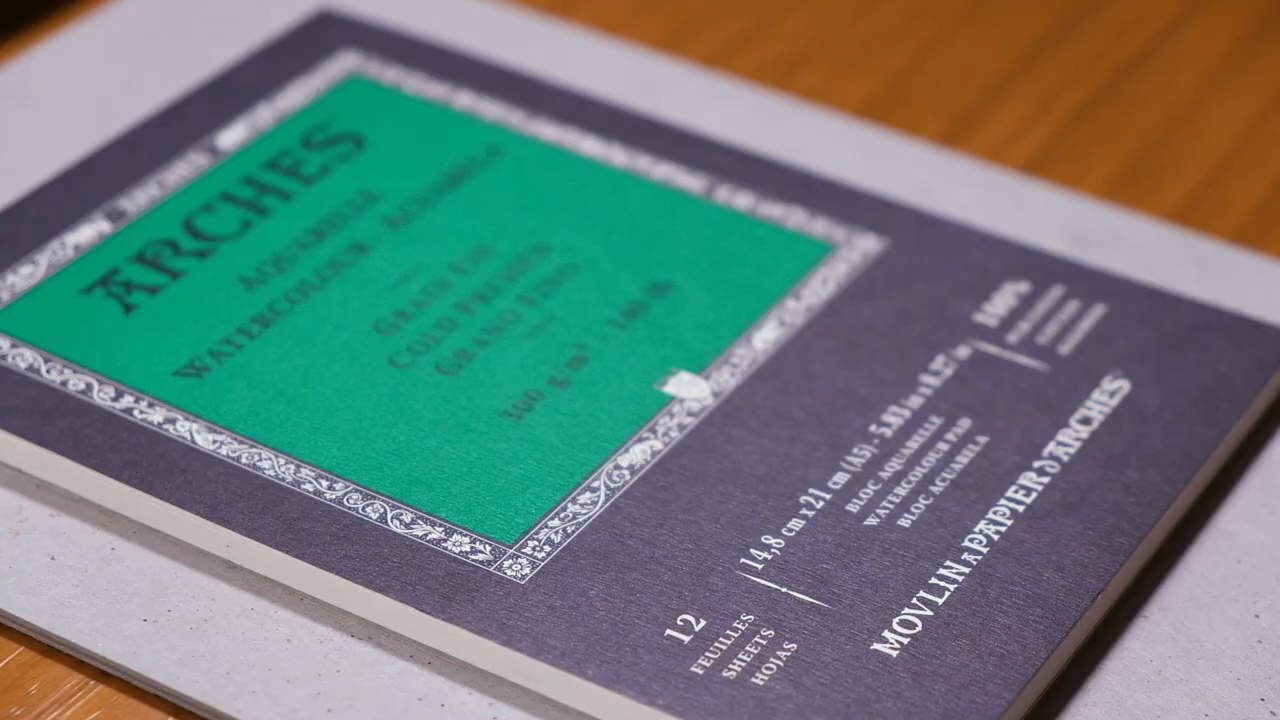 ARCHES
AQUARELLE
WATERCOLOUR - ACUARELA
GRAIN FIN
COLD PRESSED
GRANO FINO
300 g/m² - 140 lb
12
FEUILLES
SHEETS
HOJAS
14,8 cm x 21 cm (A5) - 5.83 in x 8.27 in
BLOC AQUARELLE
WATERCOLOUR PAD
BLOC ACUARELA
100%
MOVLIN A PAPIER D ARCHES